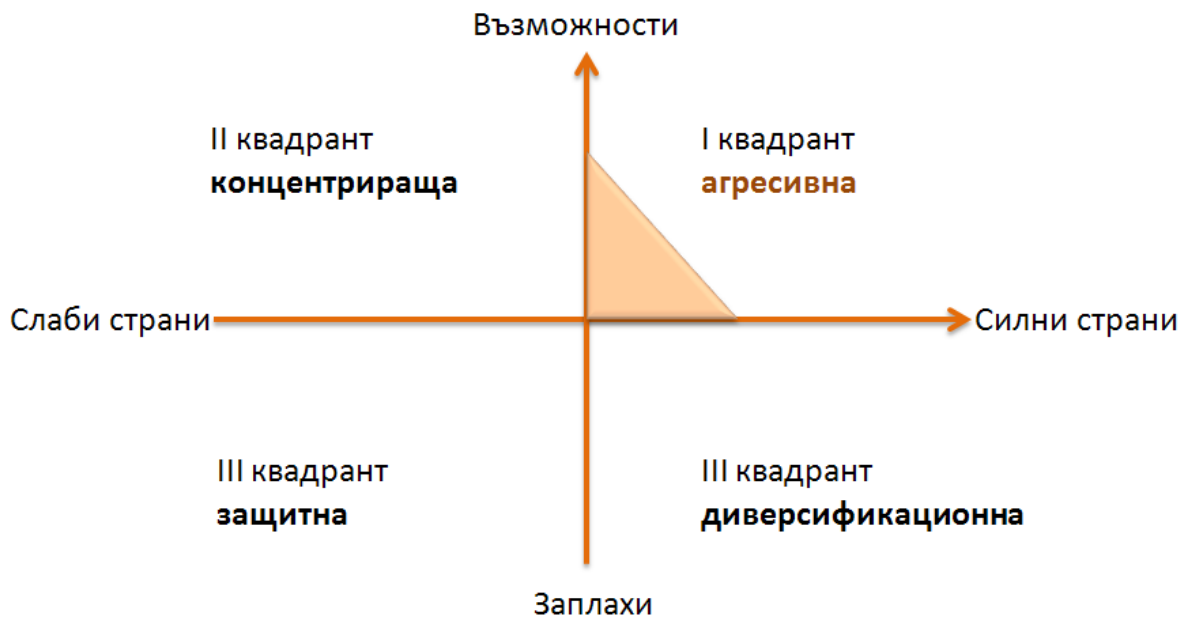 Възможности
II квадрант
концентрираща
I квадрант
агресивна
Слаби страни
Силни страни
III квадрант
защитна
III квадрант
диверсификационна
Заплахи